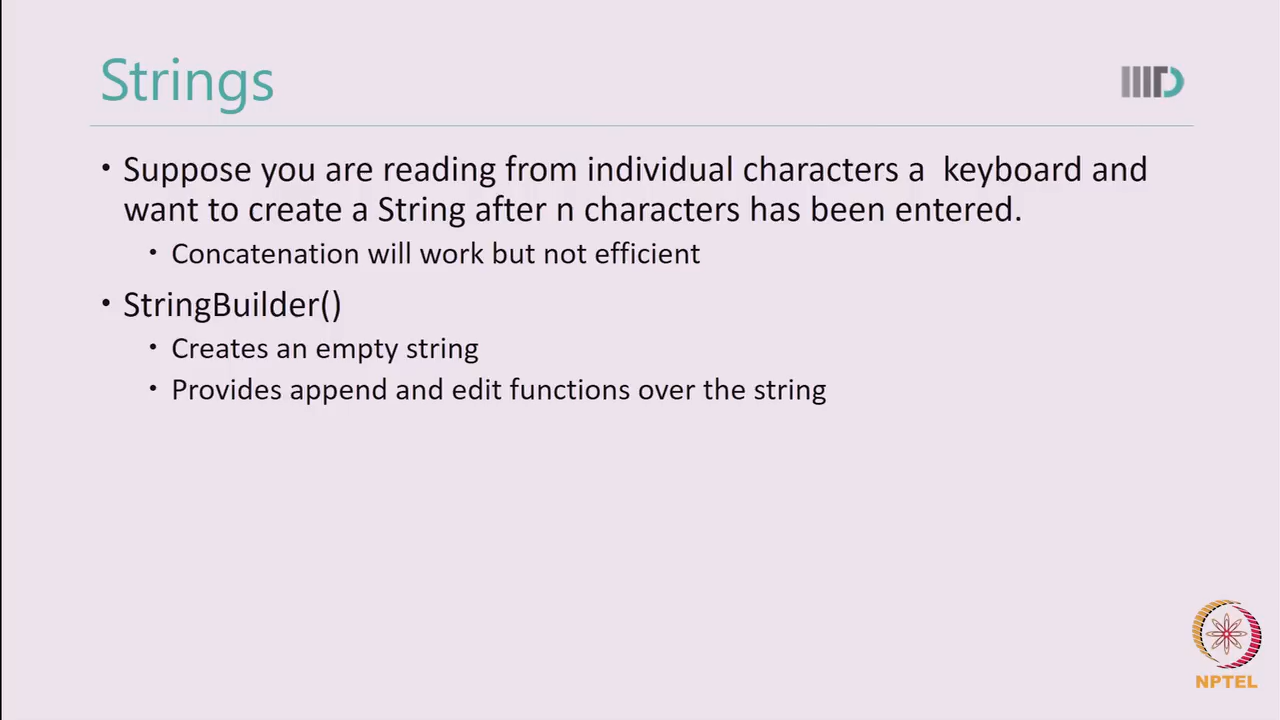 Strings
• Suppose you are reading from individual characters a  keyboard and
want to create a String after n characters has been entered.
• Concatenation will work but not efficient
• StringBuilder()
• Creates an empty string
• Provides append and edit functions over the string
NPTEL